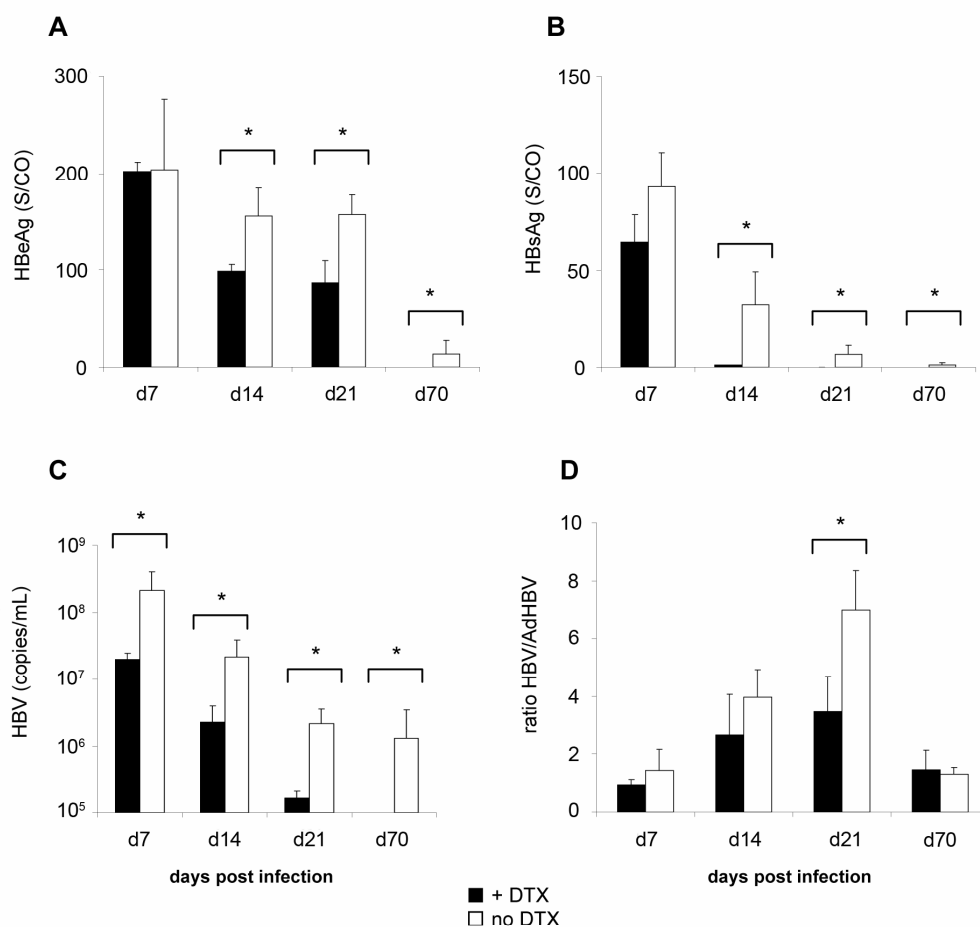 A
HBeAg (S/CO)
300
200
100
0
*
*
*
d7 d14 d21 d70
B
HBsAg (S/CO)
150
100
50
0
*
*
*
d7 d14 d21 d70
C
HBV (copies/mL)
10⁹
10⁸
10⁷
10⁶
10⁵
*
*
*
*
d7 d14 d21 d70
days post infection
D
ratio HBV/AdHBV
10
8
6
4
2
0
*
d7 d14 d21 d70
days post infection
+ DTX
no DTX